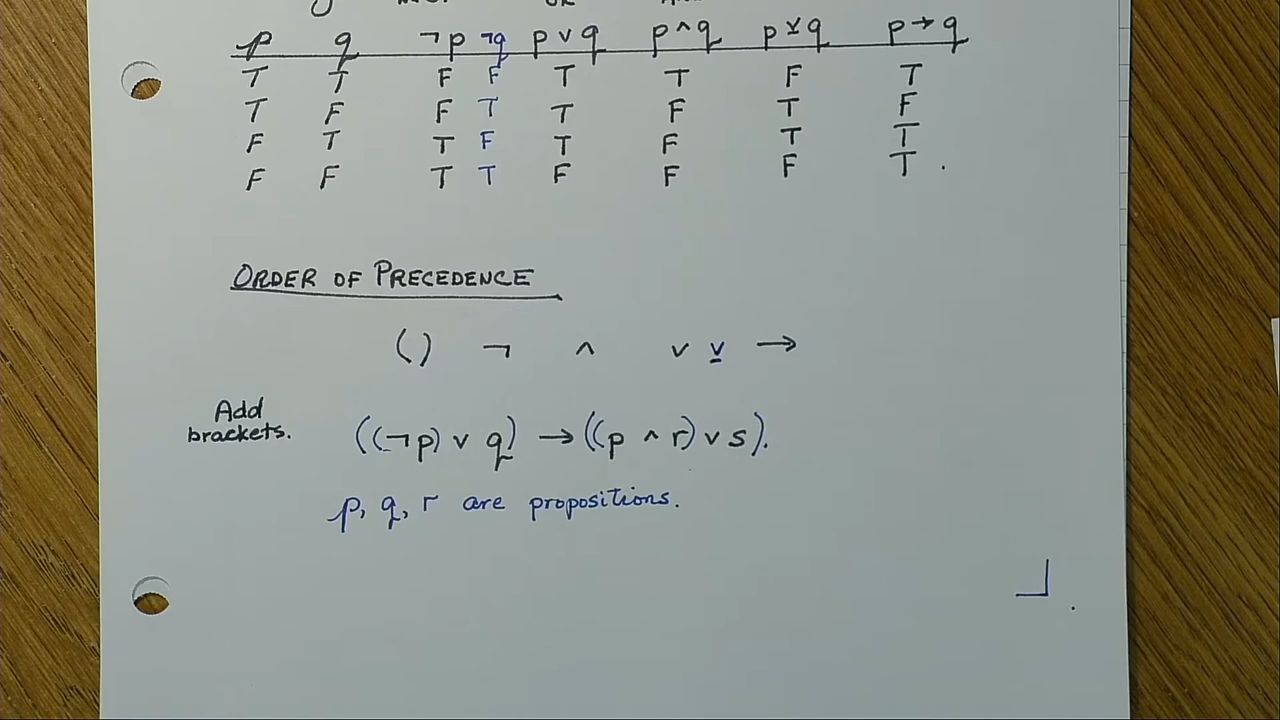 p q ¬p ¬q p ∨ q p ∧ q p ⊻ q p → q
T T F F T T F T
T F F T T F T F
F T T F T F T T
F F T T F F F T .
ORDER OF PRECEDENCE
( ) ¬ ∧ ∨ ⊻ →
Add
brackets.
((¬p) ∨ q) → ((p ∧ r) ∨ s).
p, q, r are propositions.